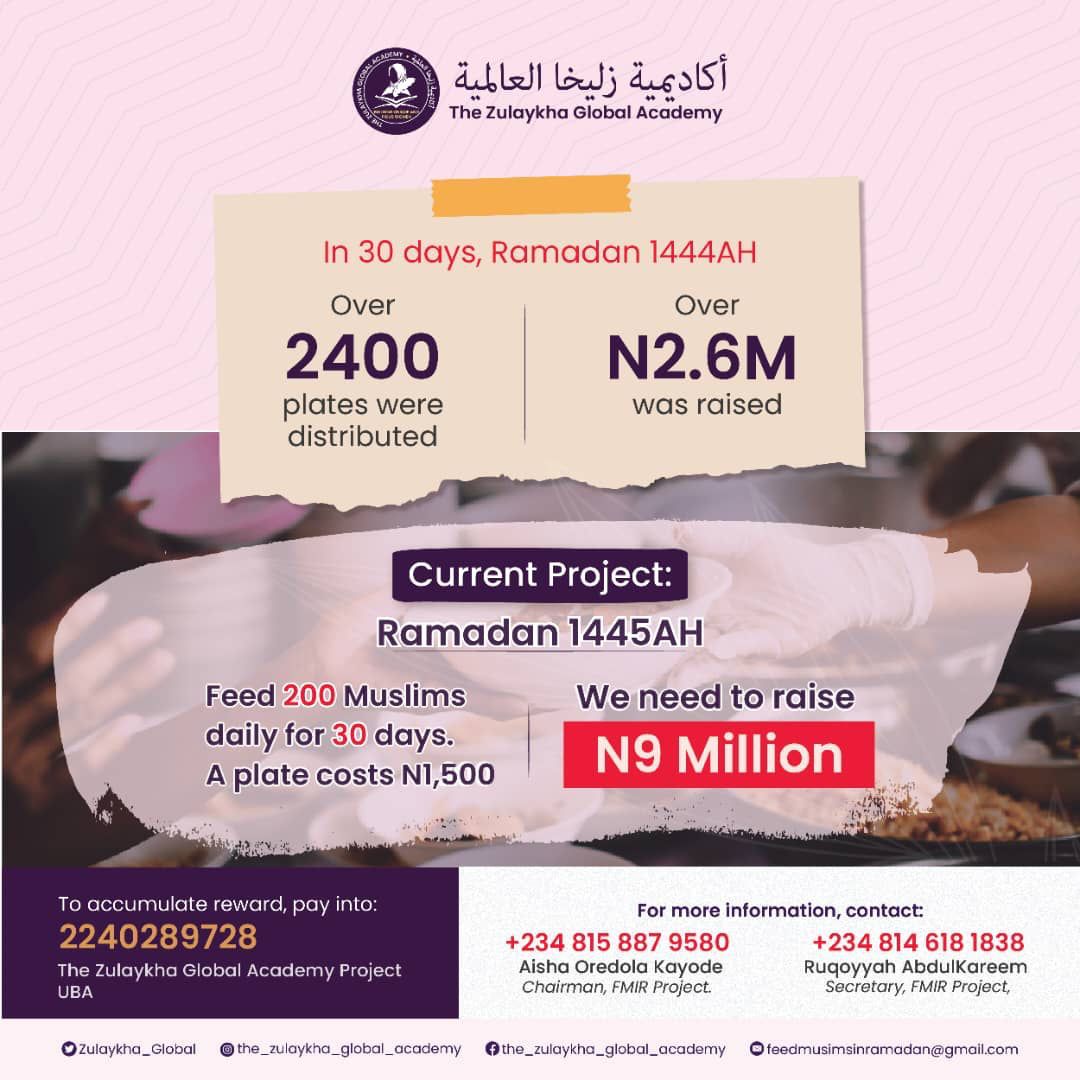 أكاديمية زليخا العالمية
The Zulaykha Global Academy
THE ZULAYKHA GLOBAL ACADEMY
In 30 days, Ramadan 1444AH
Over
2400
plates were
distributed
Over
N2.6M
was raised
Current Project:
Ramadan 1445AH
Feed 200 Muslims
daily for 30 days.
A plate costs N1,500
We need to raise
N9 Million
To accumulate reward, pay into:
2240289728
The Zulaykha Global Academy Project
UBA
For more information, contact:
+234 815 887 9580
Aisha Oredola Kayode
Chairman, FMIR Project.
+234 814 618 1838
Ruqoyyah AbdulKareem
Secretary, FMIR Project,
Zulaykha_Global
the_zulaykha_global_academy
the_zulaykha_global_academy
feedmusimsinramadan@gmail.com